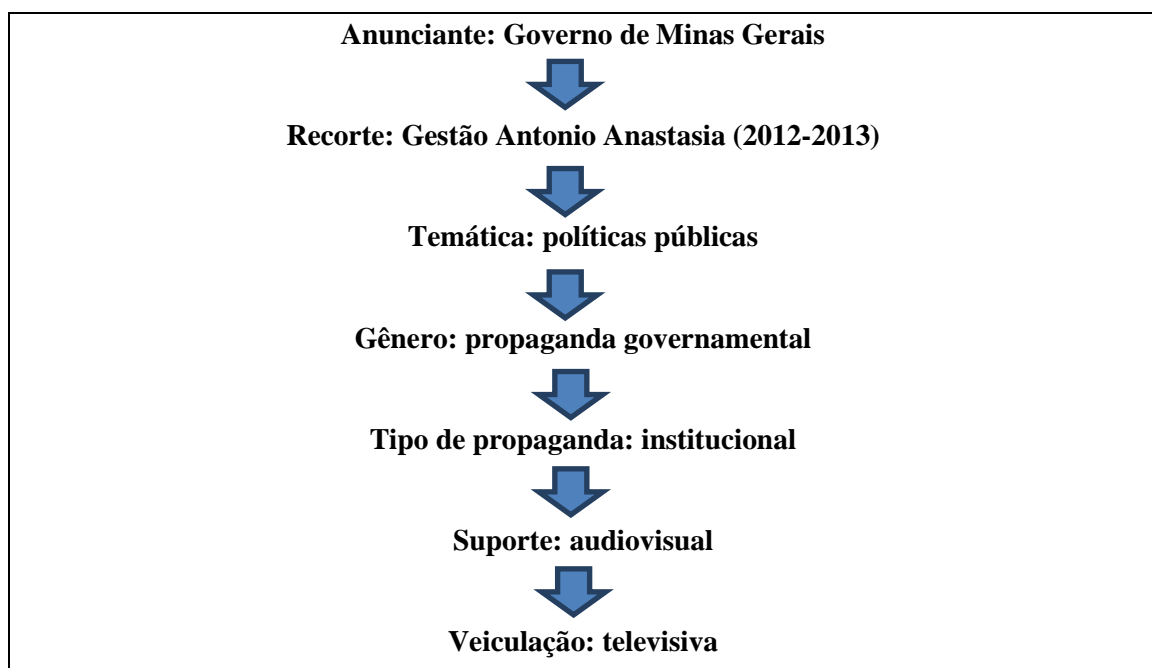 Anunciante: Governo de Minas Gerais
Recorte: Gestão Antonio Anastasia (2012-2013)
Temática: políticas públicas
Gênero: propaganda governamental
Tipo de propaganda: institucional
Suporte: audiovisual
Veiculação: televisiva